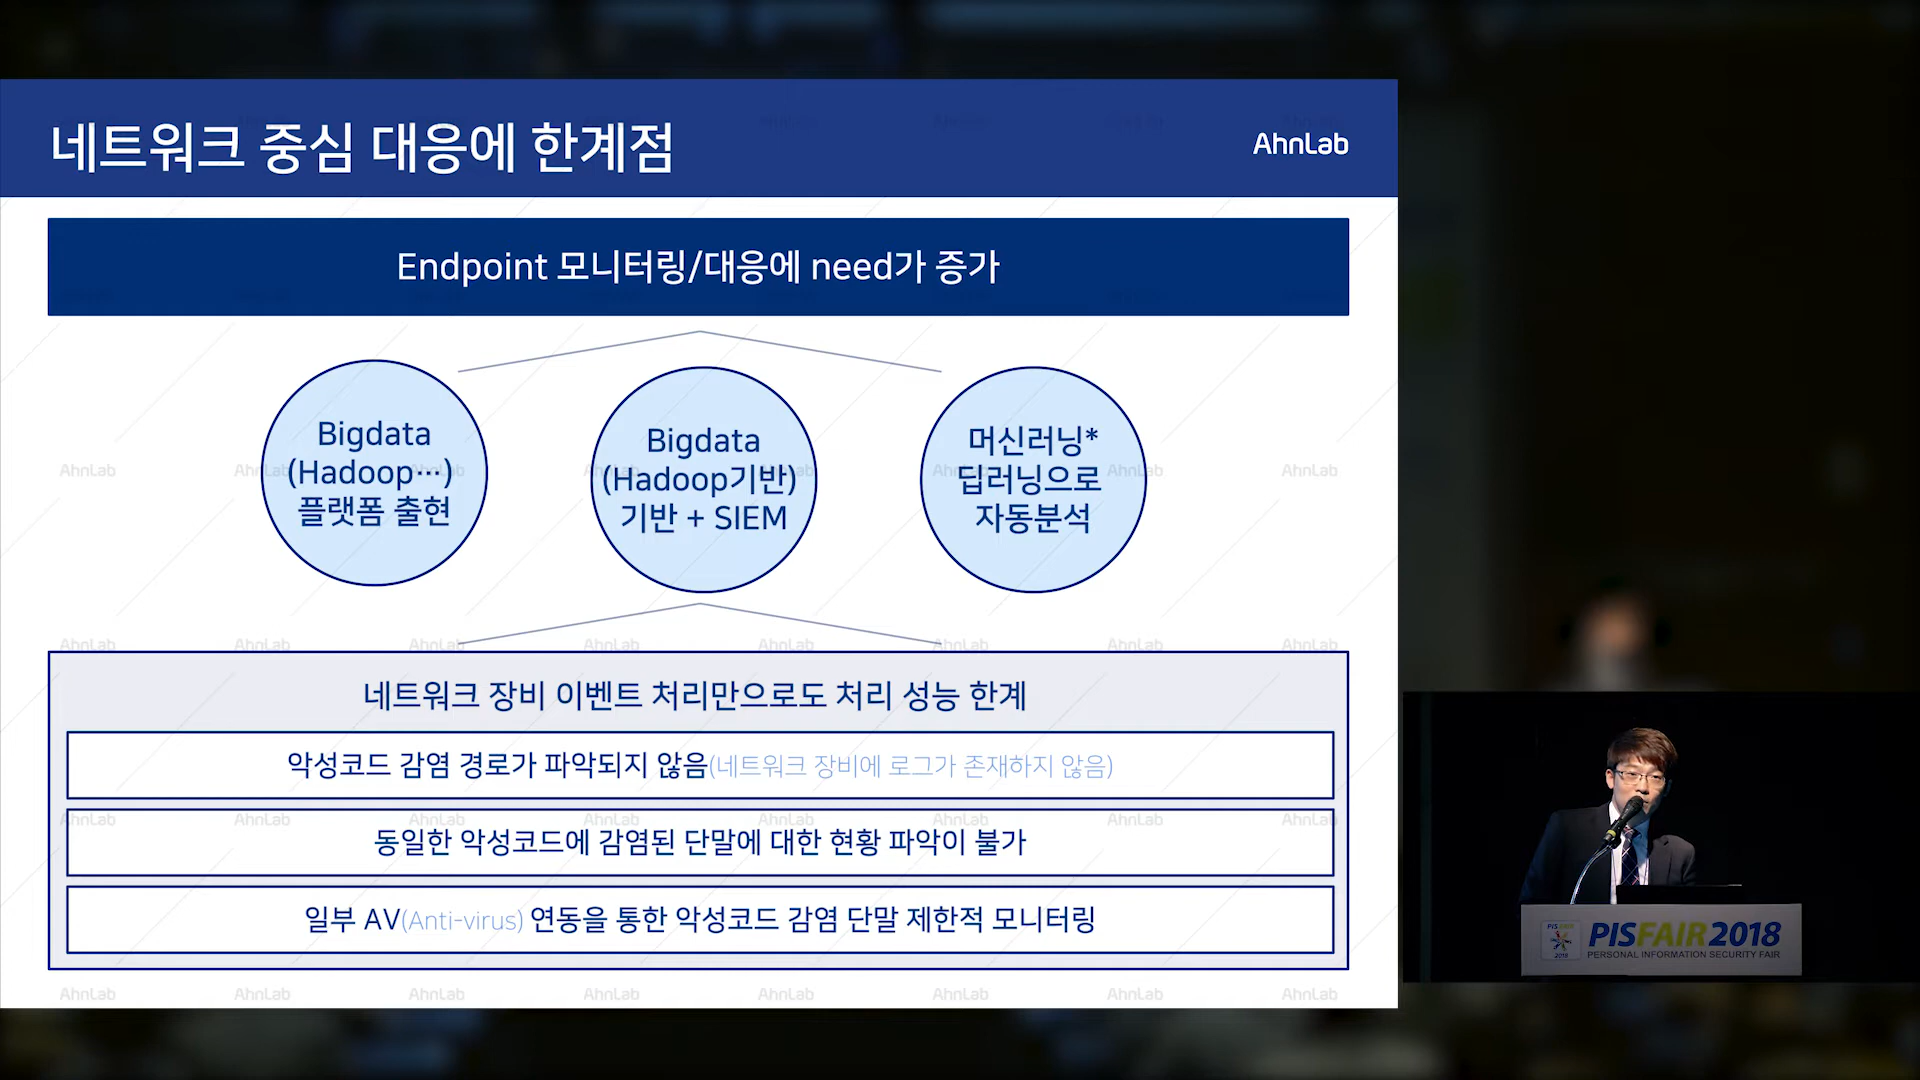 네트워크 중심 대응에 한계점
AhnLab
Endpoint 모니터링/대응에 need가 증가
Bigdata
(Hadoop…)
플랫폼 출현
Bigdata
(Hadoop기반)
기반 + SIEM
머신러닝*
딥러닝으로
자동분석
네트워크 장비 이벤트 처리만으로도 처리 성능 한계
악성코드 감염 경로가 파악되지 않음(네트워크 장비에 로그가 존재하지 않음)
동일한 악성코드에 감염된 단말에 대한 현황 파악이 불가
일부 AV(Anti-virus) 연동을 통한 악성코드 감염 단말 제한적 모니터링
PISFAIR 2018
PERSONAL INFORMATION SECURITY FAIR